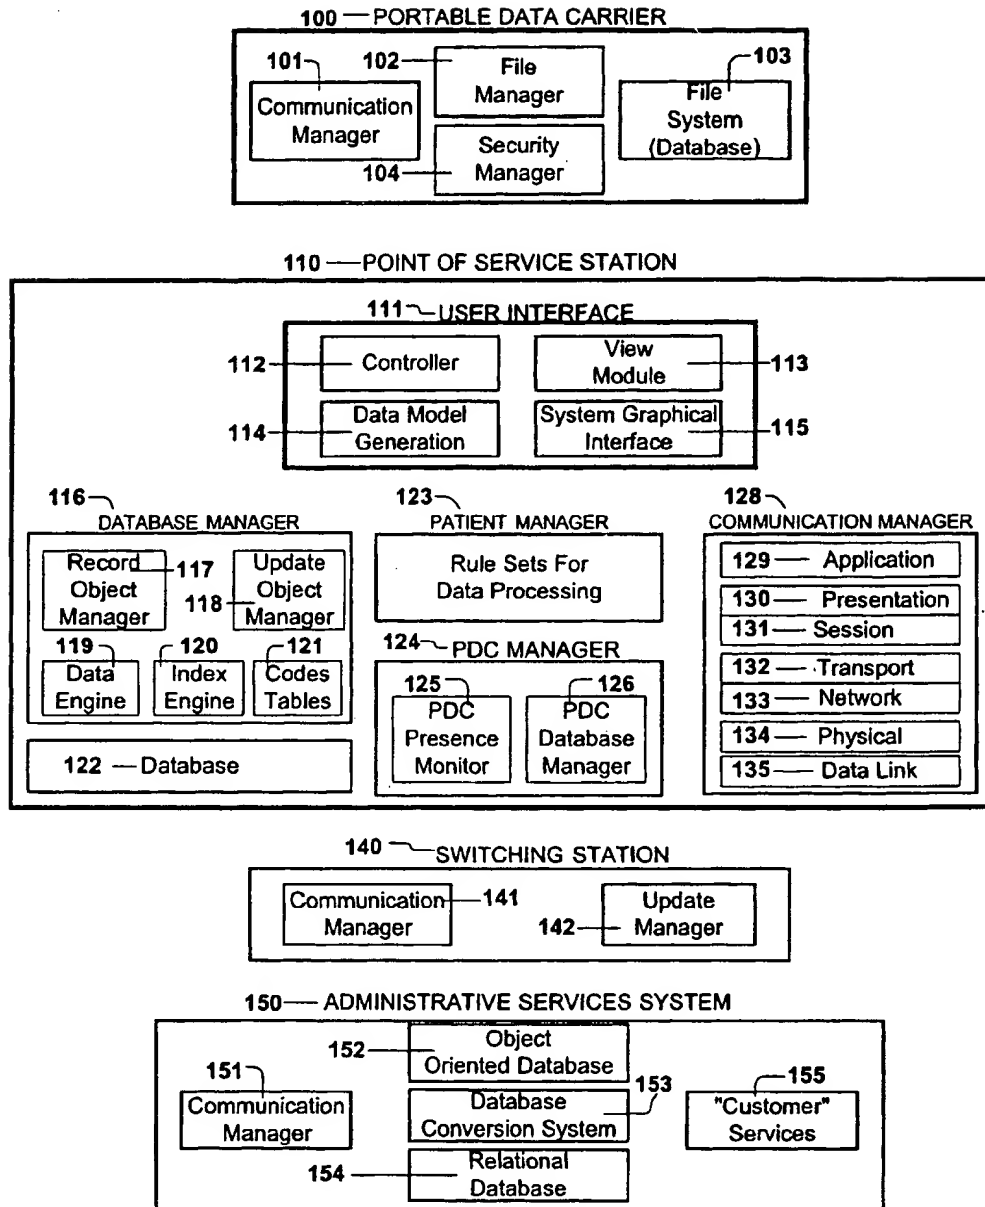 100 — PORTABLE DATA CARRIER
101
Communication
Manager
102
File
Manager
Security
Manager
104
103
File
System
(Database)
110 — POINT OF SERVICE STATION
111 USER INTERFACE
112 Controller
View
Module 113
114 Data Model
Generation
System Graphical
Interface 115
116
DATABASE MANAGER
Record 117
Object
Manager
Update
Object
118 Manager
119
Data
Engine
120
Index
Engine
121
Codes
Tables
122 — Database
123
PATIENT MANAGER
Rule Sets For
Data Processing
124 PDC MANAGER
125
PDC
Presence
Monitor
126
PDC
Database
Manager
128
COMMUNICATION MANAGER
129 — Application
130 — Presentation
131 — Session
132 — Transport
133 — Network
134 — Physical
135 — Data Link
140 SWITCHING STATION
Communication
Manager 141
Update
142 Manager
150 — ADMINISTRATIVE SERVICES SYSTEM
151
Communication
Manager
152 Object
Oriented Database
153
Database
Conversion System
154 Relational
Database
155
"Customer"
Services